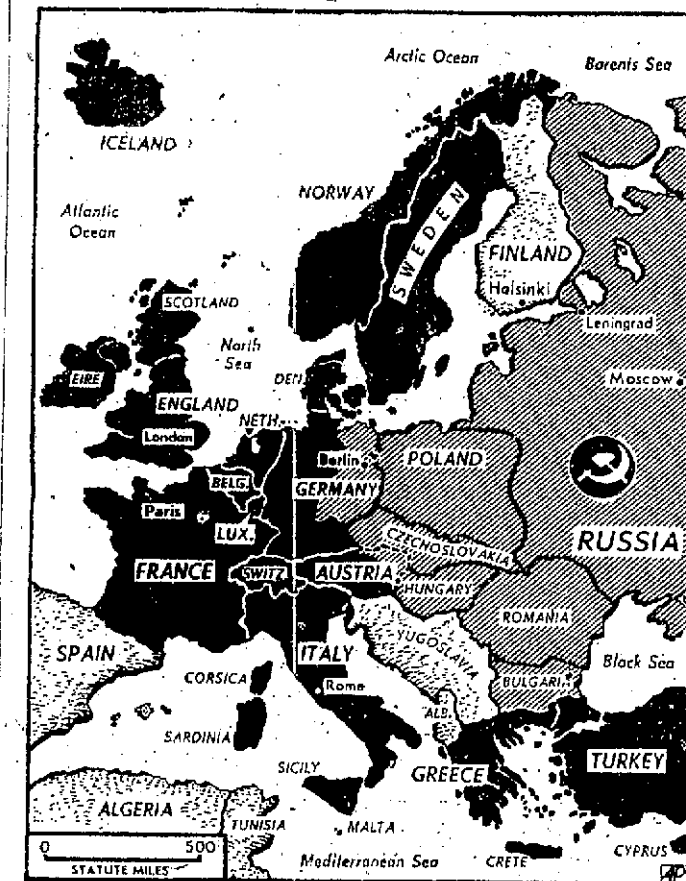 Arctic Ocean
Barents Sea
ICELAND
NORWAY
Atlantic
Ocean
SWEDEN
FINLAND
Halsinki
SCOTLAND
Leningrad
North
Sea
EIRE
DEN.
Moscow
ENGLAND
NETH.
London
Berlin
POLAND
BELG.
GERMANY
Paris
LUX.
CZECHOSLOVAKIA
RUSSIA
FRANCE
SWITZ.
AUSTRIA
HUNGARY
ROMANIA
SPAIN
ITALY
YUGOSLAVIA
Black Sea
CORSICA
Rome
BULGARI
ALB.
SARDINIA
SICILY
GREECE
TURKEY
ALGERIA
TUNISIA
MALTA
0 500
STATUTE MILES
Mediterranean Sea
CRETE
CYPRUS
AP